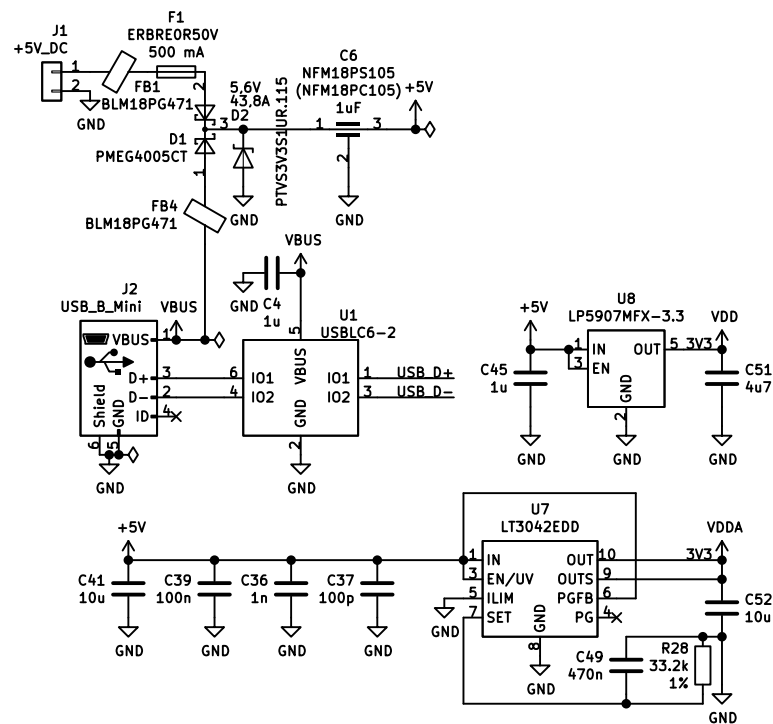 J1
+5V_DC
1
2
GND
FB1
BLM18PG471
F1
ERBRE0R50V
500 mA
2
3
D1
PMEG4005CT
1
5,6V
43,8A
D2
PTVS3V3S1UR,115
GND
C6
NFM18PS105
(NFM18PC105)
1uF
1
3
2
GND
+5V
FB4
BLM18PG471
J2
USB_B_Mini
VBUS
VBUS
1
D+
3
D-
2
ID
4
Shield
GND
6
5
GND
VBUS
GND
C4
1u
U1
USBLC6-2
5
VBUS
6
IO1
IO1
1
USB_D+
4
IO2
IO2
3
USB_D-
GND
2
GND
+5V
C45
1u
GND
U8
LP5907MFX-3.3
1
IN
OUT
5
3V3
3
EN
GND
2
GND
VDD
C51
4u7
GND
+5V
C41
10u
GND
C39
100n
GND
C36
1n
GND
C37
100p
GND
U7
LT3042EDD
1
IN
OUT
10
3V3
3
EN/UV
OUTS
9
5
ILIM
PGFB
6
7
SET
PG
4
GND
8
GND
GND
VDDA
C52
10u
C49
470n
R28
33.2k
1%
GND